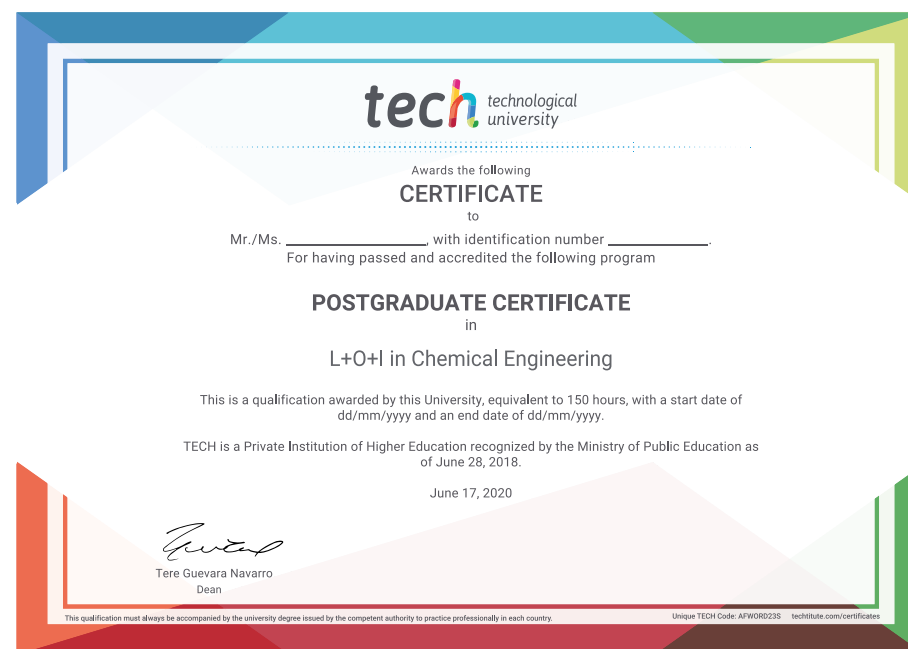 tech technological
university
Awards the following
CERTIFICATE
to
Mr./Ms. ____________________, with identification number ______________.
For having passed and accredited the following program
POSTGRADUATE CERTIFICATE
in
L+O+I in Chemical Engineering
This is a qualification awarded by this University, equivalent to 150 hours, with a start date of
dd/mm/yyyy and an end date of dd/mm/yyyy.
TECH is a Private Institution of Higher Education recognized by the Ministry of Public Education as
of June 28, 2018.
June 17, 2020
Tere Guevara Navarro
Dean
This qualification must always be accompanied by the university degree issued by the competent authority to practice professionally in each country.
Unique TECH Code: AFWORD23S techtitute.com/certificates